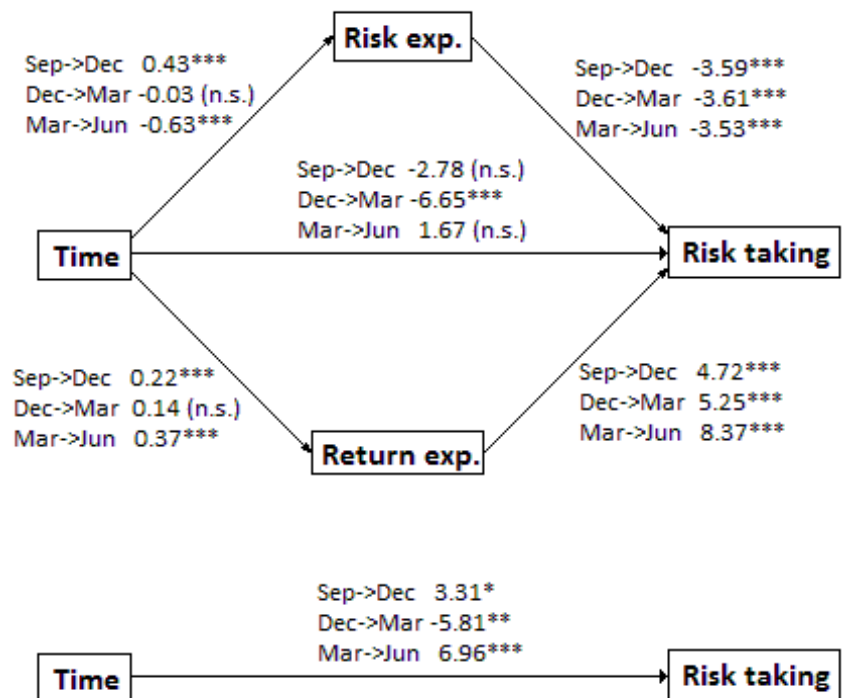 Risk exp.
Sep->Dec 0.43***
Dec->Mar -0.03 (n.s.)
Mar->Jun -0.63***
Sep->Dec -3.59***
Dec->Mar -3.61***
Mar->Jun -3.53***
Sep->Dec -2.78 (n.s.)
Dec->Mar -6.65***
Mar->Jun 1.67 (n.s.)
Time
Risk taking
Sep->Dec 0.22***
Dec->Mar 0.14 (n.s.)
Mar->Jun 0.37***
Sep->Dec 4.72***
Dec->Mar 5.25***
Mar->Jun 8.37***
Return exp.
Sep->Dec 3.31*
Dec->Mar -5.81**
Mar->Jun 6.96***
Time
Risk taking